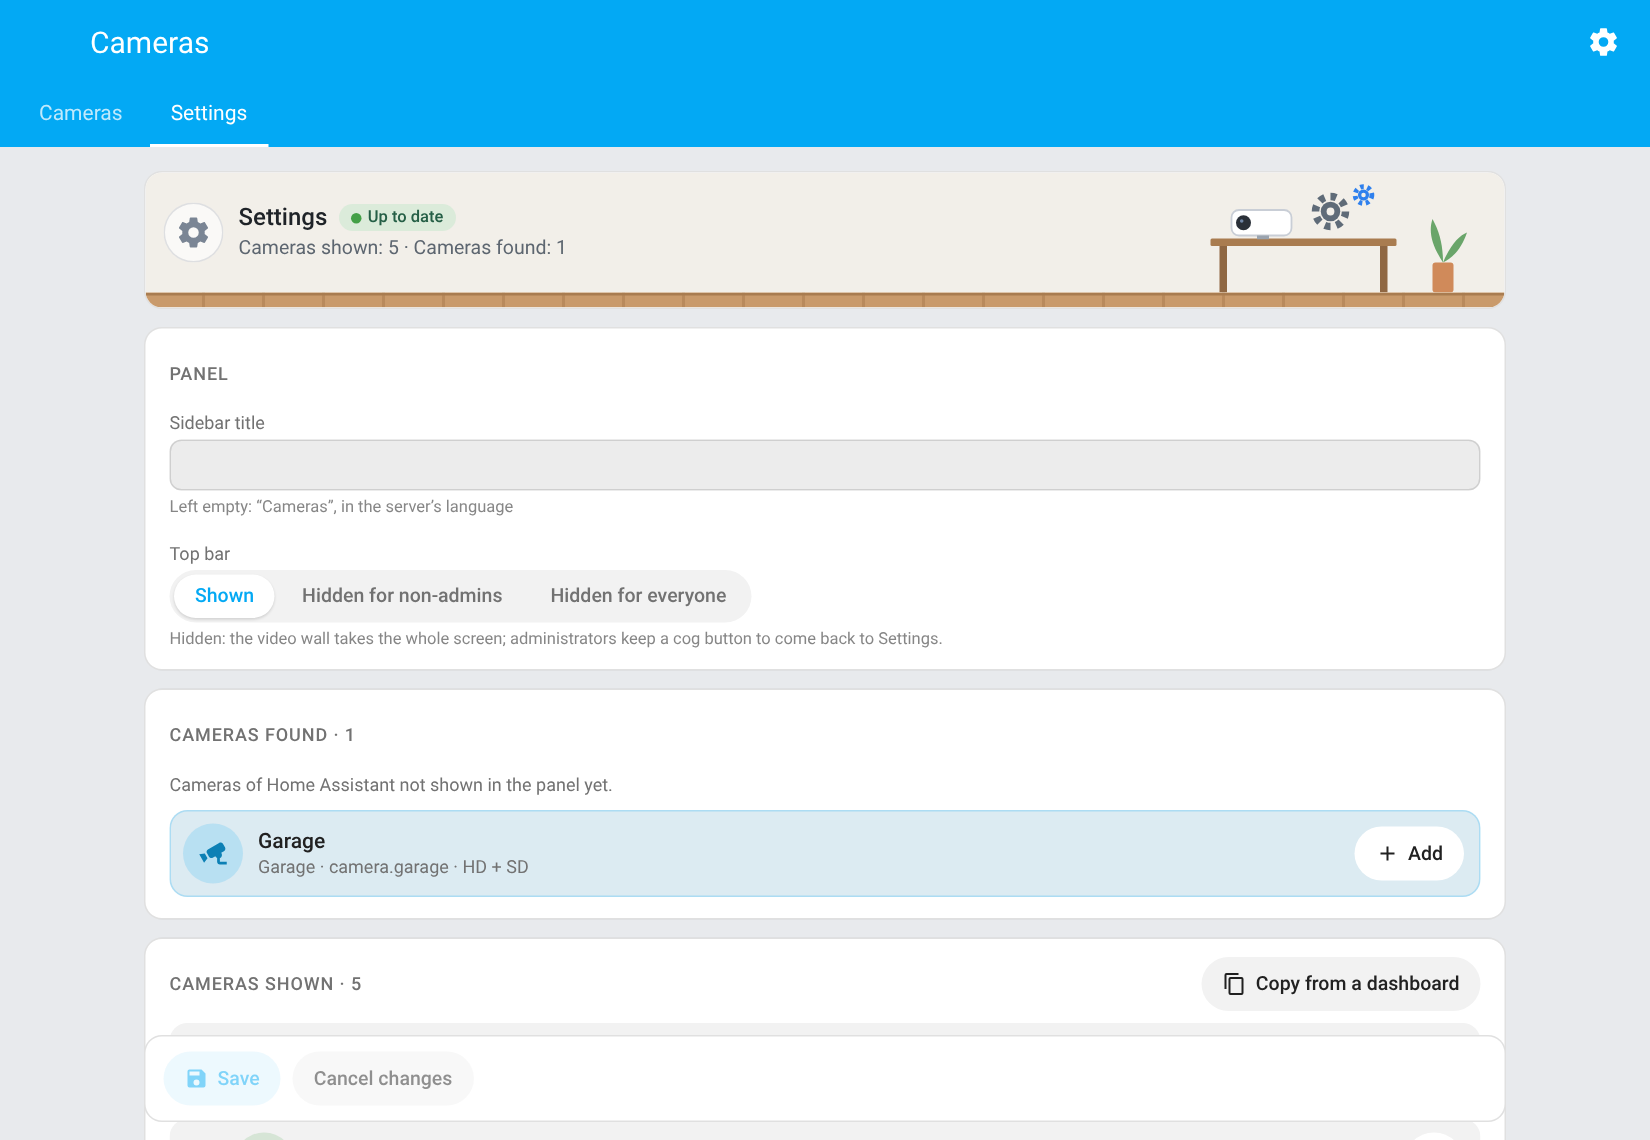 Cameras
Cameras
Settings
Settings
Up to date
Cameras shown: 5 · Cameras found: 1
PANEL
Sidebar title
Left empty: “Cameras”, in the server’s language
Top bar
Shown
Hidden for non-admins
Hidden for everyone
Hidden: the video wall takes the whole screen; administrators keep a cog button to come back to Settings.
CAMERAS FOUND · 1
Cameras of Home Assistant not shown in the panel yet.
Garage
Garage · camera.garage · HD + SD
Add
CAMERAS SHOWN · 5
Copy from a dashboard
Save
Cancel changes